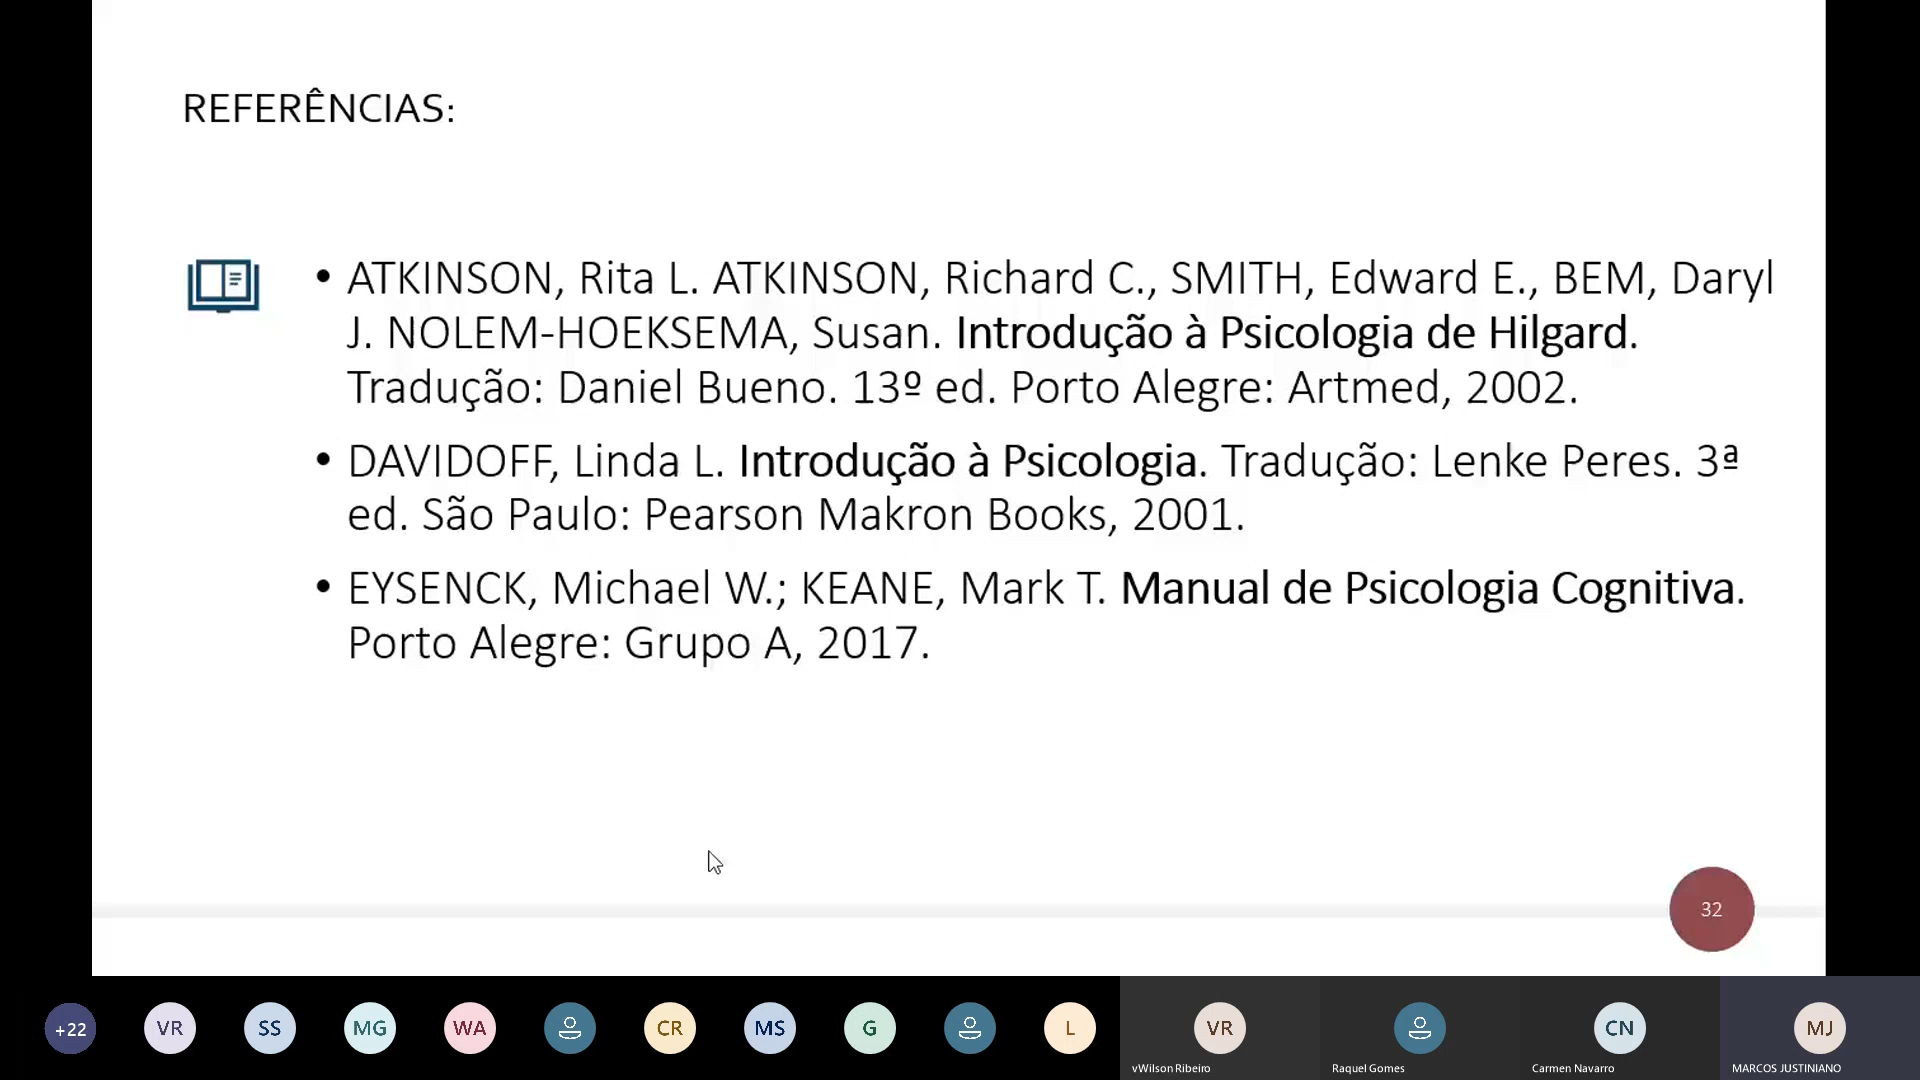 REFERÊNCIAS:
• ATKINSON, Rita L. ATKINSON, Richard C., SMITH, Edward E., BEM, Daryl
J. NOLEM-HOEKSEMA, Susan. Introdução à Psicologia de Hilgard.
Tradução: Daniel Bueno. 13º ed. Porto Alegre: Artmed, 2002.
• DAVIDOFF, Linda L. Introdução à Psicologia. Tradução: Lenke Peres. 3ª
ed. São Paulo: Pearson Makron Books, 2001.
• EYSENCK, Michael W.; KEANE, Mark T. Manual de Psicologia Cognitiva.
Porto Alegre: Grupo A, 2017.
32
+22 VR SS MG WA CR MS G L VR CN MJ
vWilson Ribeiro Raquel Gomes Carmen Navarro MARCOS JUSTINIANO